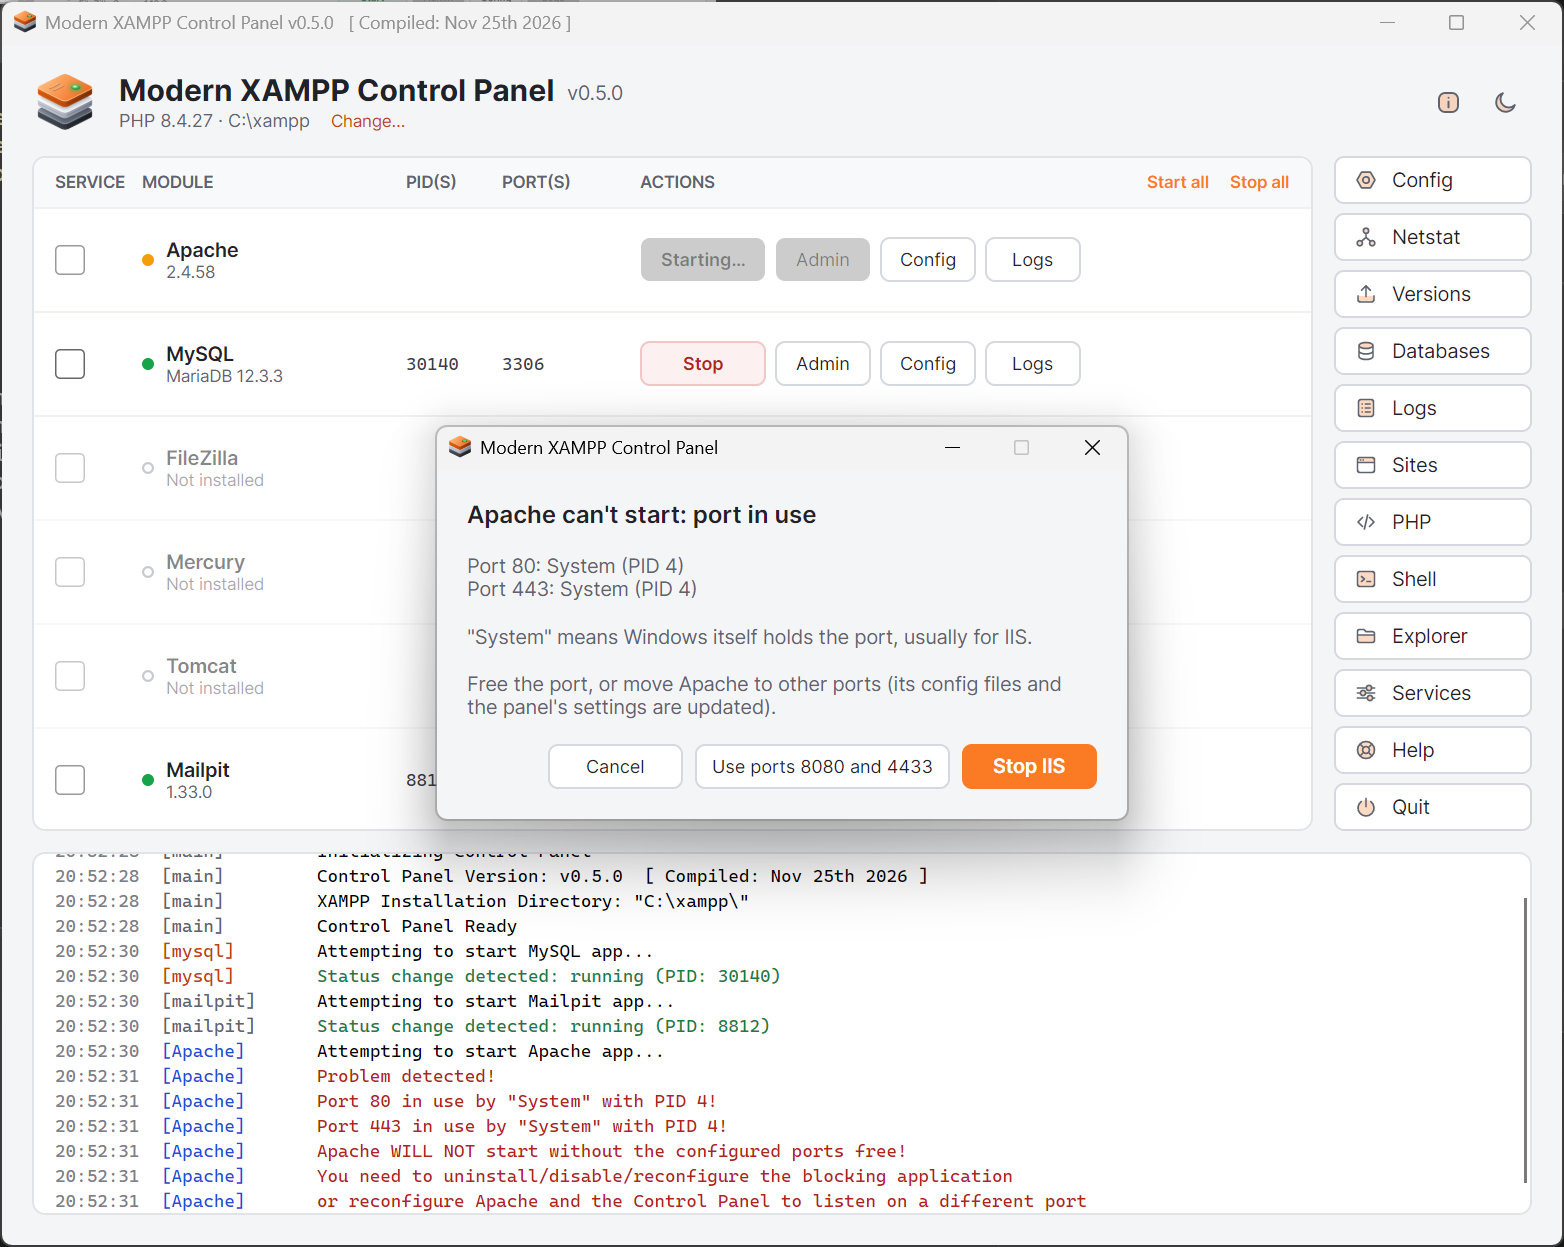 Modern XAMPP Control Panel v0.5.0 [ Compiled: Nov 25th 2026 ]
Modern XAMPP Control Panel v0.5.0
PHP 8.4.27 · C:\xampp Change...
SERVICE MODULE PID(S) PORT(S) ACTIONS Start all Stop all
Apache
2.4.58
Starting... Admin Config Logs
MySQL
MariaDB 12.3.3
30140 3306 Stop Admin Config Logs
FileZilla
Not installed
Mercury
Not installed
Tomcat
Not installed
Mailpit
1.33.0
881
Config
Netstat
Versions
Databases
Logs
Sites
PHP
Shell
Explorer
Services
Help
Quit
Modern XAMPP Control Panel
Apache can't start: port in use
Port 80: System (PID 4)
Port 443: System (PID 4)
"System" means Windows itself holds the port, usually for IIS.
Free the port, or move Apache to other ports (its config files and
the panel's settings are updated).
Cancel Use ports 8080 and 4433 Stop IIS
20:52:28 [main] Initializing Control Panel
20:52:28 [main] Control Panel Version: v0.5.0 [ Compiled: Nov 25th 2026 ]
20:52:28 [main] XAMPP Installation Directory: "C:\xampp\"
20:52:28 [main] Control Panel Ready
20:52:30 [mysql] Attempting to start MySQL app...
20:52:30 [mysql] Status change detected: running (PID: 30140)
20:52:30 [mailpit] Attempting to start Mailpit app...
20:52:30 [mailpit] Status change detected: running (PID: 8812)
20:52:30 [Apache] Attempting to start Apache app...
20:52:31 [Apache] Problem detected!
20:52:31 [Apache] Port 80 in use by "System" with PID 4!
20:52:31 [Apache] Port 443 in use by "System" with PID 4!
20:52:31 [Apache] Apache WILL NOT start without the configured ports free!
20:52:31 [Apache] You need to uninstall/disable/reconfigure the blocking application
20:52:31 [Apache] or reconfigure Apache and the Control Panel to listen on a different port